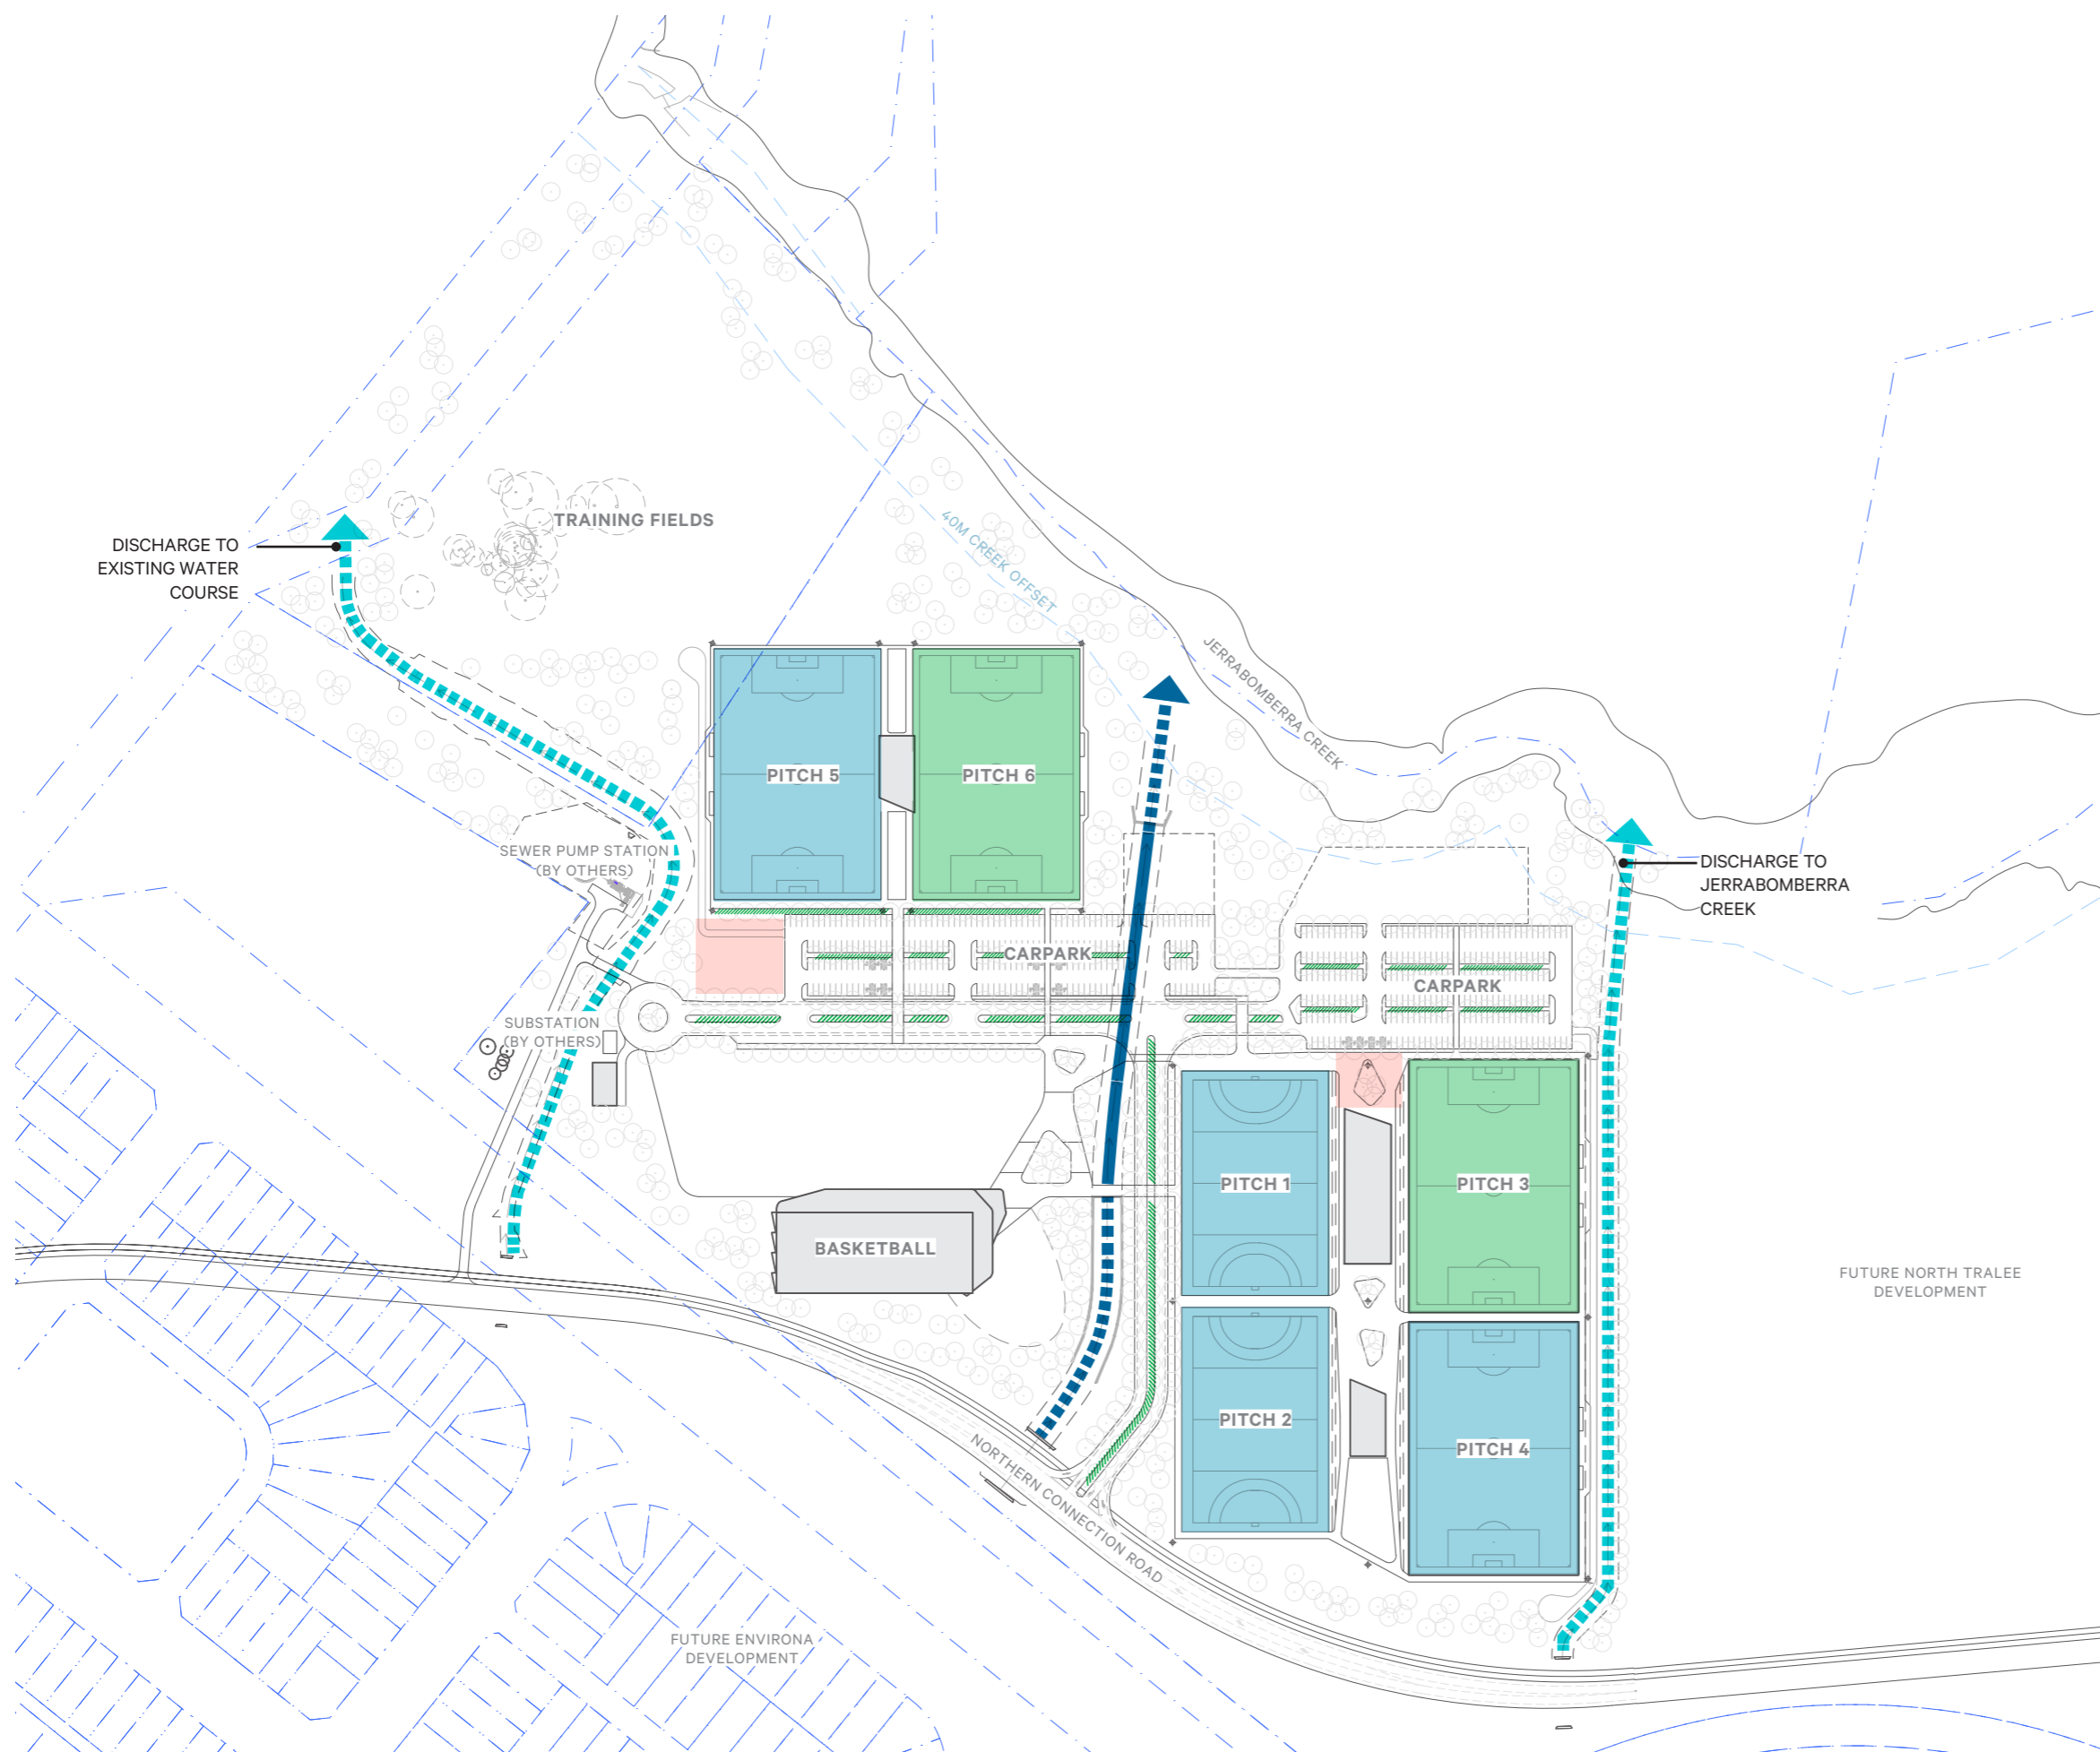 TRAINING FIELDS
DISCHARGE TO
EXISTING WATER
COURSE
40M CREEK OFFSET
JERRABOMBERRA CREEK
PITCH 5
PITCH 6
SEWER PUMP STATION
(BY OTHERS)
DISCHARGE TO
JERRABOMBERRA
CREEK
CARPARK
CARPARK
SUBSTATION
(BY OTHERS)
PITCH 1
PITCH 3
BASKETBALL
FUTURE NORTH TRALEE
DEVELOPMENT
PITCH 2
PITCH 4
NORTHERN CONNECTION ROAD
FUTURE ENVIRONA
DEVELOPMENT